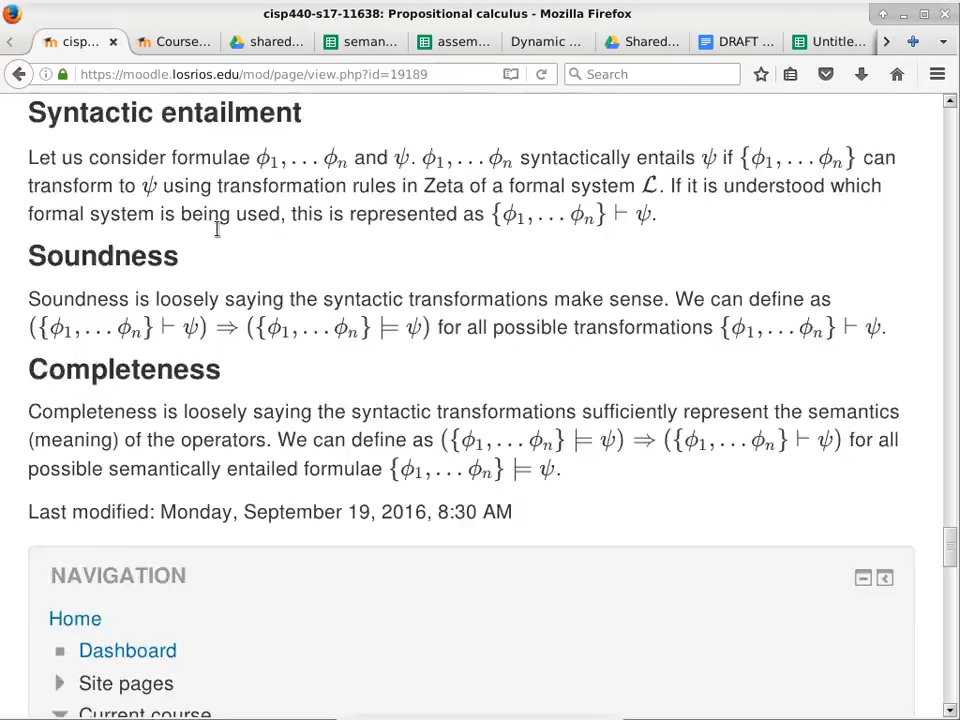 cisp440-s17-11638: Propositional calculus - Mozilla Firefox
cisp... Course... shared... seman... assem... Dynamic ... Shared... DRAFT ... Untitle...
https://moodle.losrios.edu/mod/page/view.php?id=19189 Search
Syntactic entailment
Let us consider formulae ϕ₁, … ϕₙ and ψ. ϕ₁, … ϕₙ syntactically entails ψ if {ϕ₁, … ϕₙ} can
transform to ψ using transformation rules in Zeta of a formal system ℒ. If it is understood which
formal system is being used, this is represented as {ϕ₁, … ϕₙ} ⊢ ψ.
Soundness
Soundness is loosely saying the syntactic transformations make sense. We can define as
({ϕ₁, … ϕₙ} ⊢ ψ) ⇒ ({ϕ₁, … ϕₙ} ⊨ ψ) for all possible transformations {ϕ₁, … ϕₙ} ⊢ ψ.
Completeness
Completeness is loosely saying the syntactic transformations sufficiently represent the semantics
(meaning) of the operators. We can define as ({ϕ₁, … ϕₙ} ⊨ ψ) ⇒ ({ϕ₁, … ϕₙ} ⊢ ψ) for all
possible semantically entailed formulae {ϕ₁, … ϕₙ} ⊨ ψ.
Last modified: Monday, September 19, 2016, 8:30 AM
NAVIGATION
Home
Dashboard
Site pages
Current course